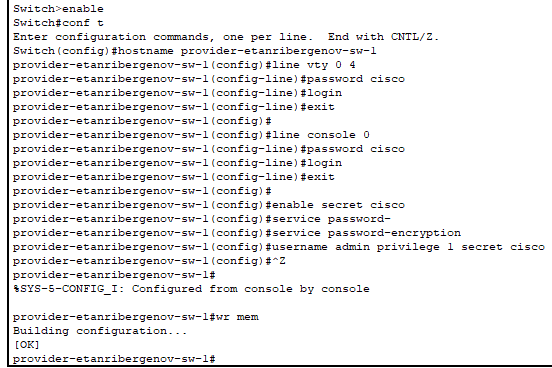 Switch>enable
Switch#conf t
Enter configuration commands, one per line.  End with CNTL/Z.
Switch(config)#hostname provider-etanribergenov-sw-1
provider-etanribergenov-sw-1(config)#line vty 0 4
provider-etanribergenov-sw-1(config-line)#password cisco
provider-etanribergenov-sw-1(config-line)#login
provider-etanribergenov-sw-1(config-line)#exit
provider-etanribergenov-sw-1(config)#
provider-etanribergenov-sw-1(config)#line console 0
provider-etanribergenov-sw-1(config-line)#password cisco
provider-etanribergenov-sw-1(config-line)#login
provider-etanribergenov-sw-1(config-line)#exit
provider-etanribergenov-sw-1(config)#
provider-etanribergenov-sw-1(config)#enable secret cisco
provider-etanribergenov-sw-1(config)#service password-
provider-etanribergenov-sw-1(config)#service password-encryption
provider-etanribergenov-sw-1(config)#username admin privilege 1 secret cisco
provider-etanribergenov-sw-1(config)#^Z
provider-etanribergenov-sw-1#
%SYS-5-CONFIG_I: Configured from console by console

provider-etanribergenov-sw-1#wr mem
Building configuration...
[OK]
provider-etanribergenov-sw-1#